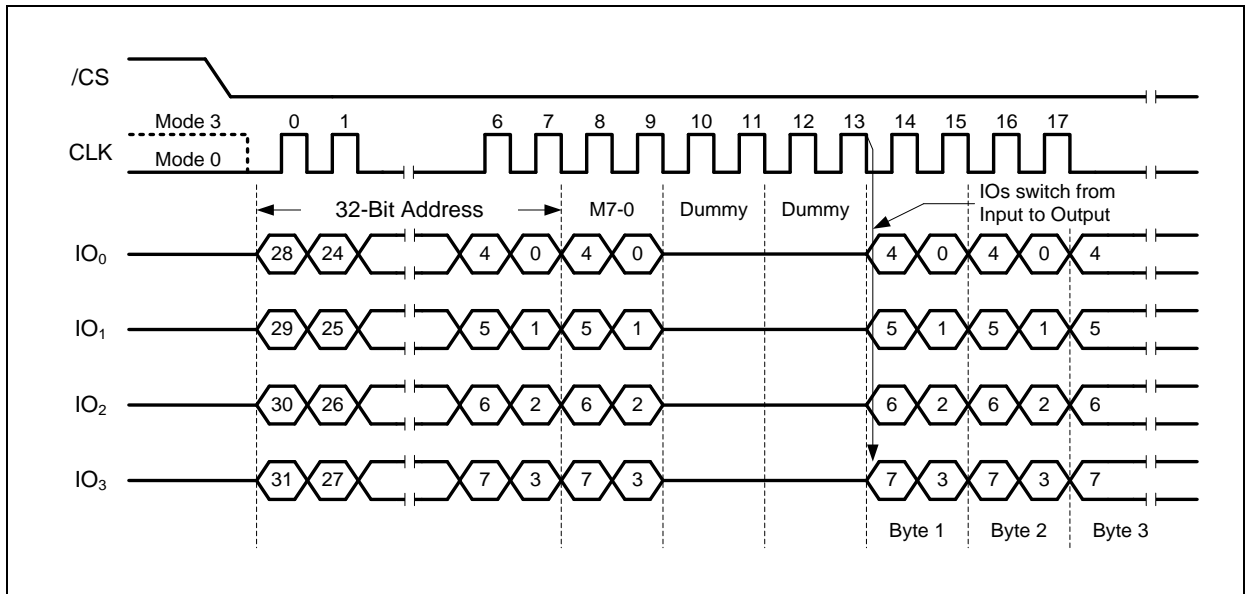 /CS
Mode 3 0 1 6 7 8 9 10 11 12 13 14 15 16 17
CLK
Mode 0
32-Bit Address M7-0 Dummy Dummy IOs switch from
Input to Output
IO₀ 28 24 4 0 4 0 4 0 4 0 4
IO₁ 29 25 5 1 5 1 5 1 5 1 5
IO₂ 30 26 6 2 6 2 6 2 6 2 6
IO₃ 31 27 7 3 7 3 7 3 7 3 7
Byte 1 Byte 2 Byte 3